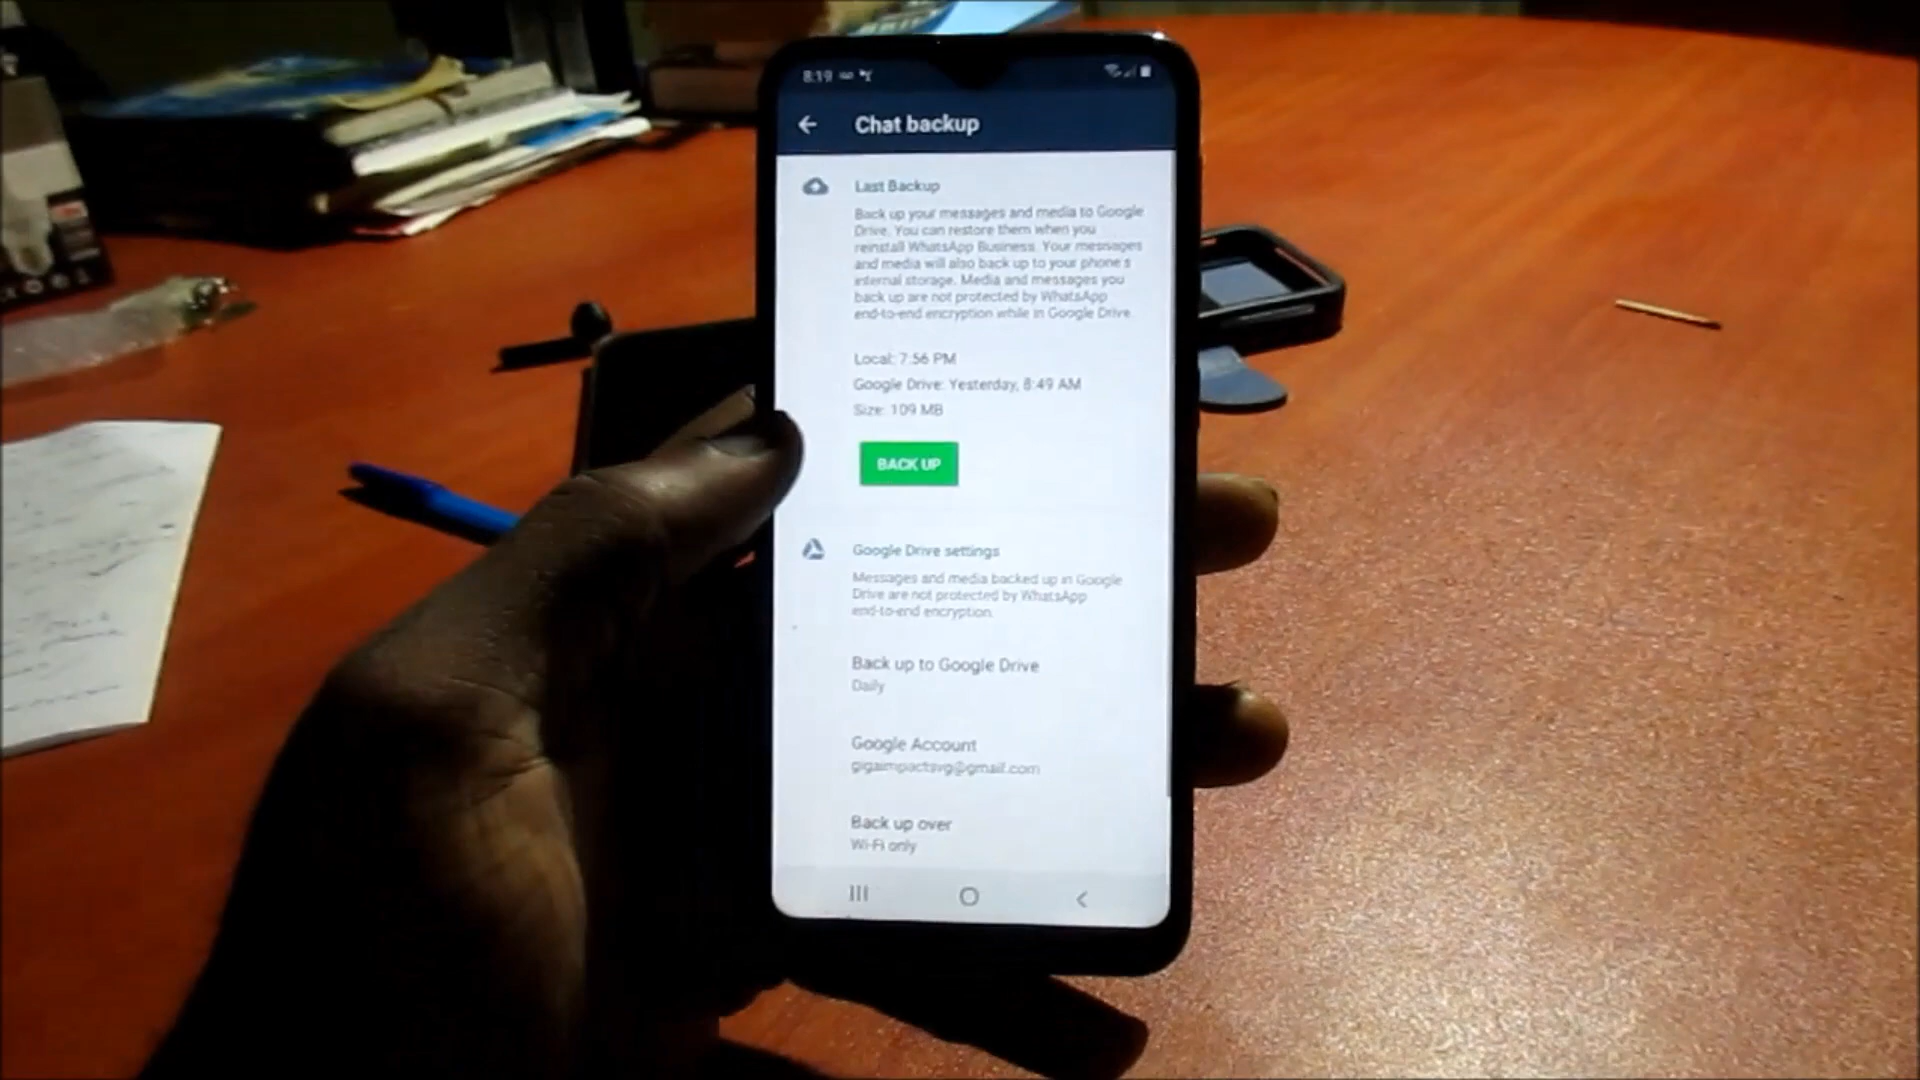 8:19
Chat backup
Last Backup
Back up your messages and media to Google
Drive. You can restore them when you
reinstall WhatsApp Business. Your messages
and media will also back up to your phone's
internal storage. Media and messages you
back up are not protected by WhatsApp
end-to-end encryption while in Google Drive.
Local: 7:56 PM
Google Drive: Yesterday, 8:49 AM
Size: 109 MB
BACK UP
Google Drive settings
Messages and media backed up in Google
Drive are not protected by WhatsApp
end-to-end encryption.
Back up to Google Drive
Daily
Google Account
gigaimpactsvg@gmail.com
Back up over
Wi-Fi only